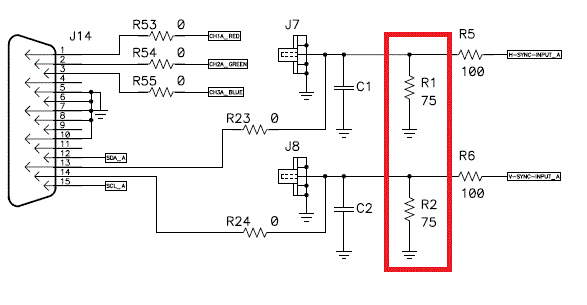 J14
R53 0
CH1A_RED
R54 0
CH2A_GREEN
R55 0
CH3A_BLUE
1
2
3
4
5
6
7
8
9
10
11
12
13
14
15
SDA_A
SCL_A
R23 0
R24 0
J7
C1
R1
75
R5
100
H-SYNC-INPUT_A
J8
C2
R2
75
R6
100
V-SYNC-INPUT_A